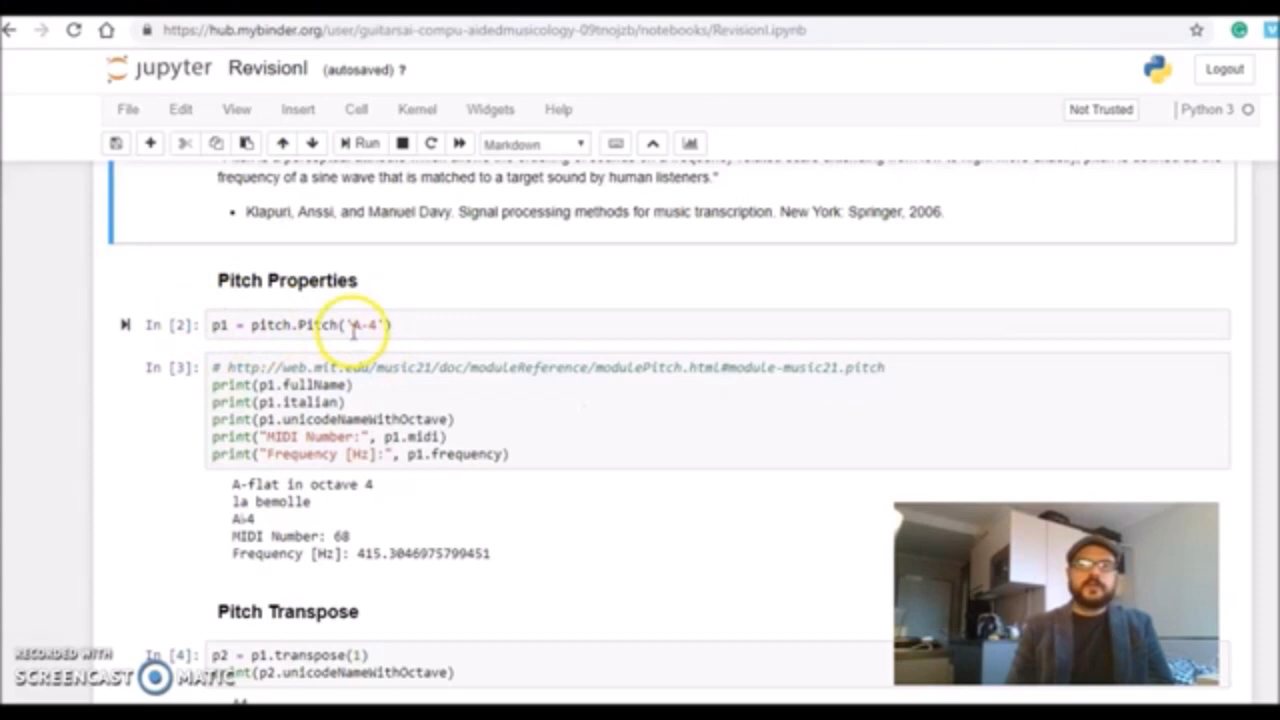 https://hub.mybinder.org/user/guitarsai-compu-aidedmusicology-09tnojzb/notebooks/RevisionI.ipynb
jupyter RevisionI (autosaved) ? Logout
File Edit View Insert Cell Kernel Widgets Help Not Trusted Python 3
Run Markdown
frequency of a sine wave that is matched to a target sound by human listeners."
• Klapuri, Anssi, and Manuel Davy. Signal processing methods for music transcription. New York: Springer, 2006.
Pitch Properties
In [2]: p1 = pitch.Pitch('A-4')
In [3]: # http://web.mit.edu/music21/doc/moduleReference/modulePitch.html#module-music21.pitch
print(p1.fullName)
print(p1.italian)
print(p1.unicodeNameWithOctave)
print("MIDI Number:", p1.midi)
print("Frequency [Hz]:", p1.frequency)
A-flat in octave 4
la bemolle
A♭4
MIDI Number: 68
Frequency [Hz]: 415.3046975799451
Pitch Transpose
In [4]: p2 = p1.transpose(1)
print(p2.unicodeNameWithOctave)
RECORDED WITH
SCREENCAST MATIC